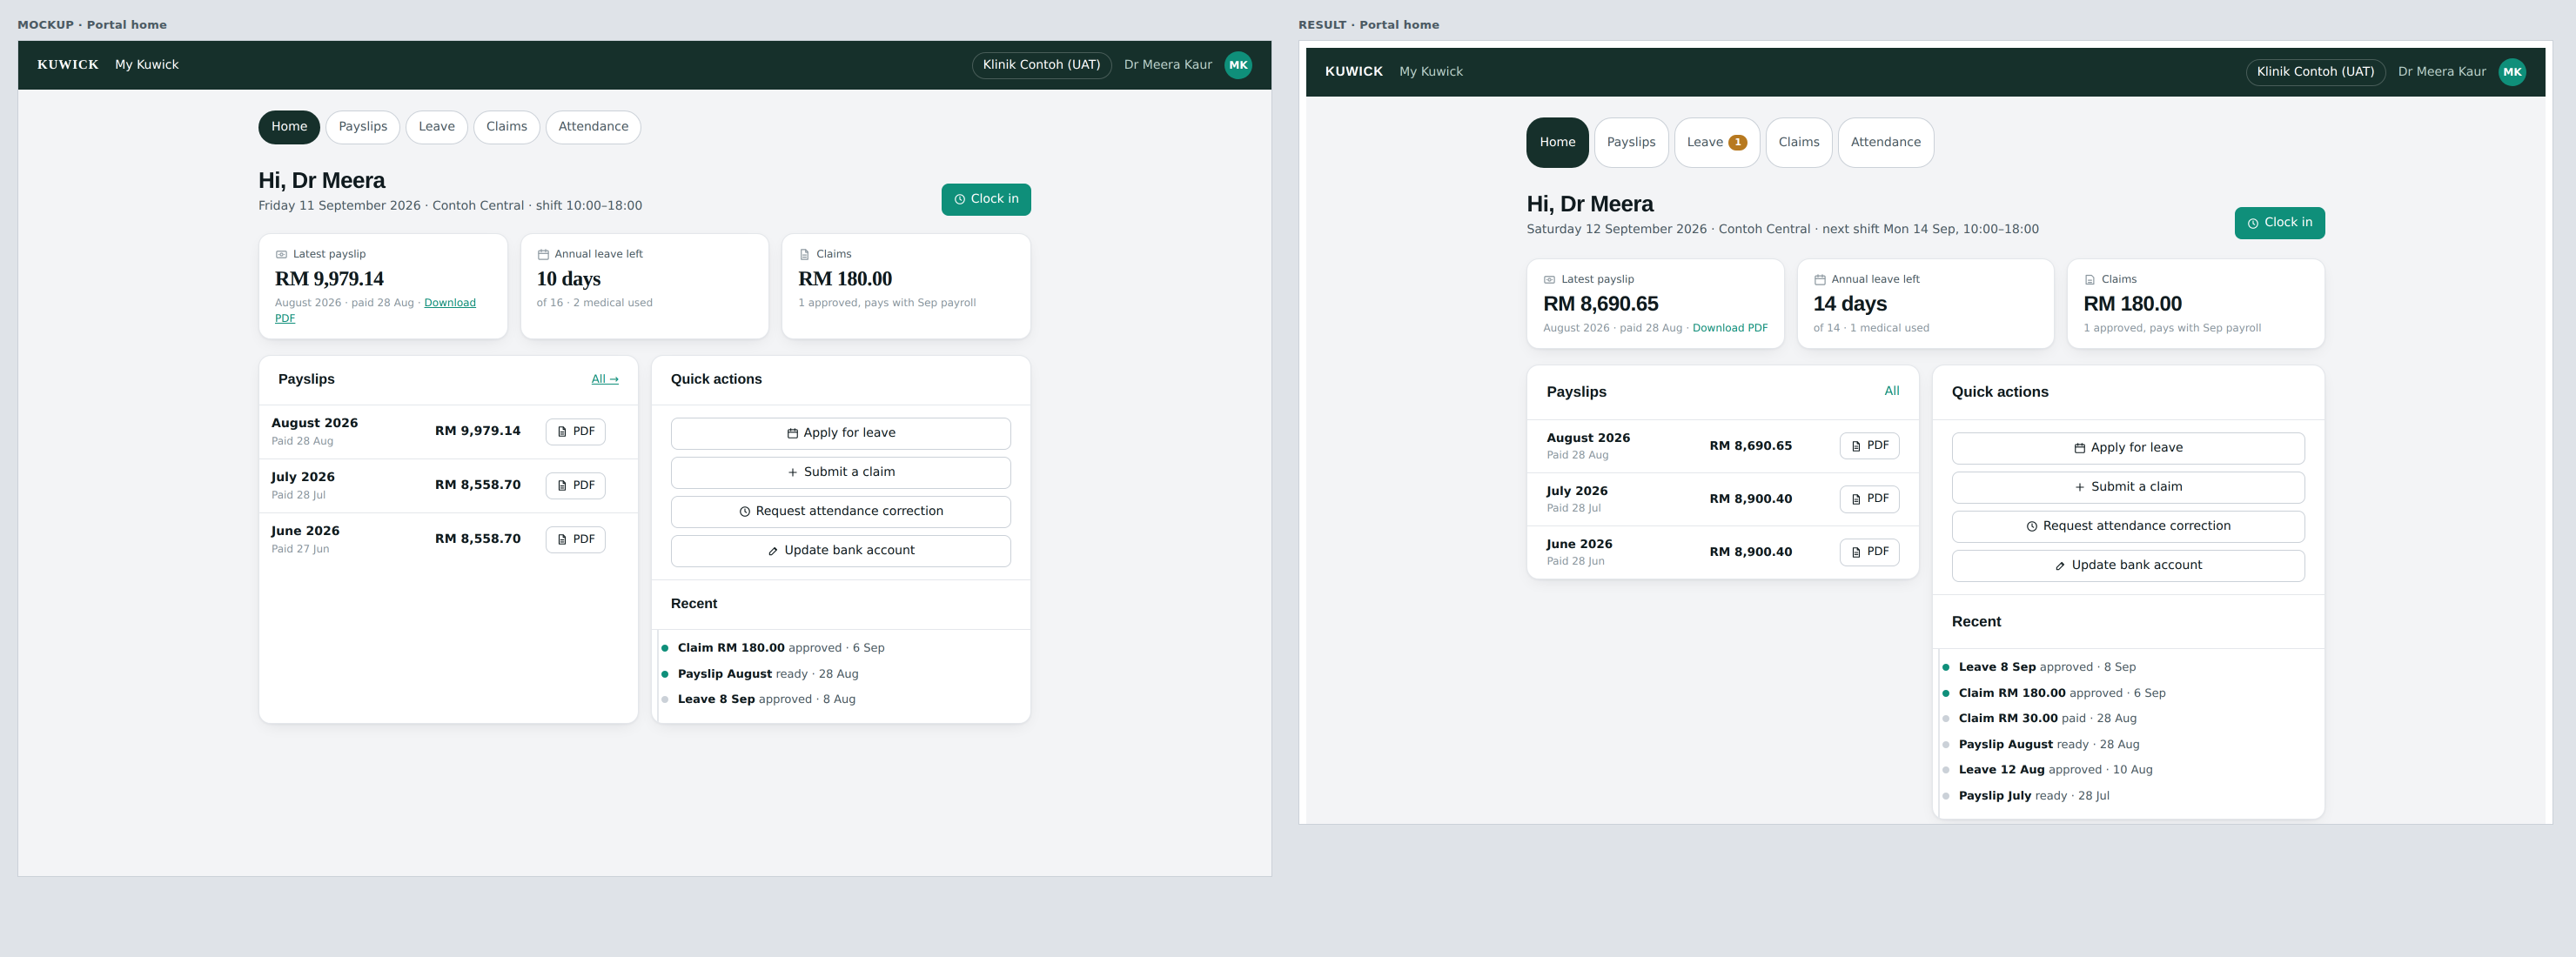 MOCKUP · Portal home
KUWICK My Kuwick Klinik Contoh (UAT) Dr Meera Kaur MK
Home Payslips Leave Claims Attendance
Hi, Dr Meera
Friday 11 September 2026 · Contoh Central · shift 10:00–18:00
Clock in
Latest payslip
RM 9,979.14
August 2026 · paid 28 Aug · Download
PDF
Annual leave left
10 days
of 16 · 2 medical used
Claims
RM 180.00
1 approved, pays with Sep payroll
Payslips All →
August 2026
Paid 28 Aug
RM 9,979.14 PDF
July 2026
Paid 28 Jul
RM 8,558.70 PDF
June 2026
Paid 27 Jun
RM 8,558.70 PDF
Quick actions
Apply for leave
+ Submit a claim
Request attendance correction
Update bank account
Recent
Claim RM 180.00 approved · 6 Sep
Payslip August ready · 28 Aug
Leave 8 Sep approved · 8 Aug
RESULT · Portal home
KUWICK My Kuwick Klinik Contoh (UAT) Dr Meera Kaur MK
Home Payslips Leave 1 Claims Attendance
Hi, Dr Meera
Saturday 12 September 2026 · Contoh Central · next shift Mon 14 Sep, 10:00–18:00
Clock in
Latest payslip
RM 8,690.65
August 2026 · paid 28 Aug · Download PDF
Annual leave left
14 days
of 14 · 1 medical used
Claims
RM 180.00
1 approved, pays with Sep payroll
Payslips All
August 2026
Paid 28 Aug
RM 8,690.65 PDF
July 2026
Paid 28 Jul
RM 8,900.40 PDF
June 2026
Paid 28 Jun
RM 8,900.40 PDF
Quick actions
Apply for leave
+ Submit a claim
Request attendance correction
Update bank account
Recent
Leave 8 Sep approved · 8 Sep
Claim RM 180.00 approved · 6 Sep
Claim RM 30.00 paid · 28 Aug
Payslip August ready · 28 Aug
Leave 12 Aug approved · 10 Aug
Payslip July ready · 28 Jul